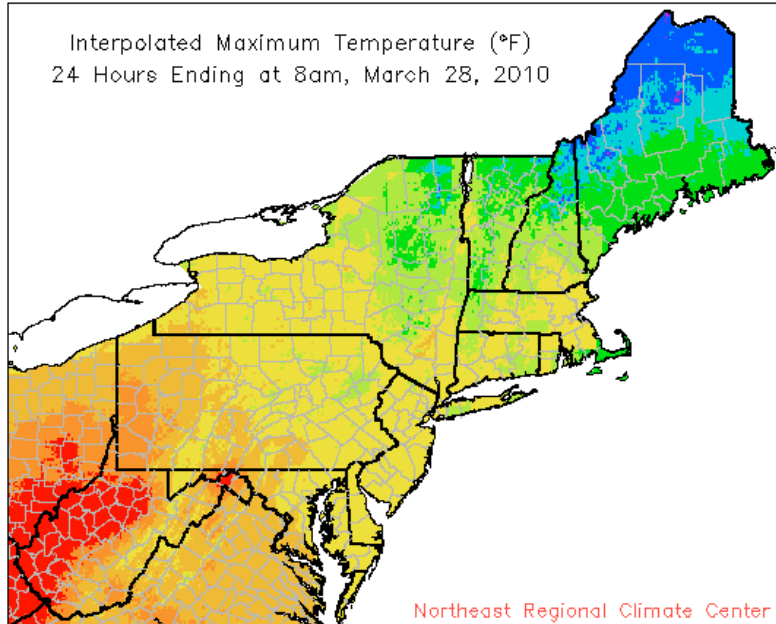 Interpolated Maximum Temperature (°F)
24 Hours Ending at 8am, March 28, 2010
Northeast Regional Climate Center